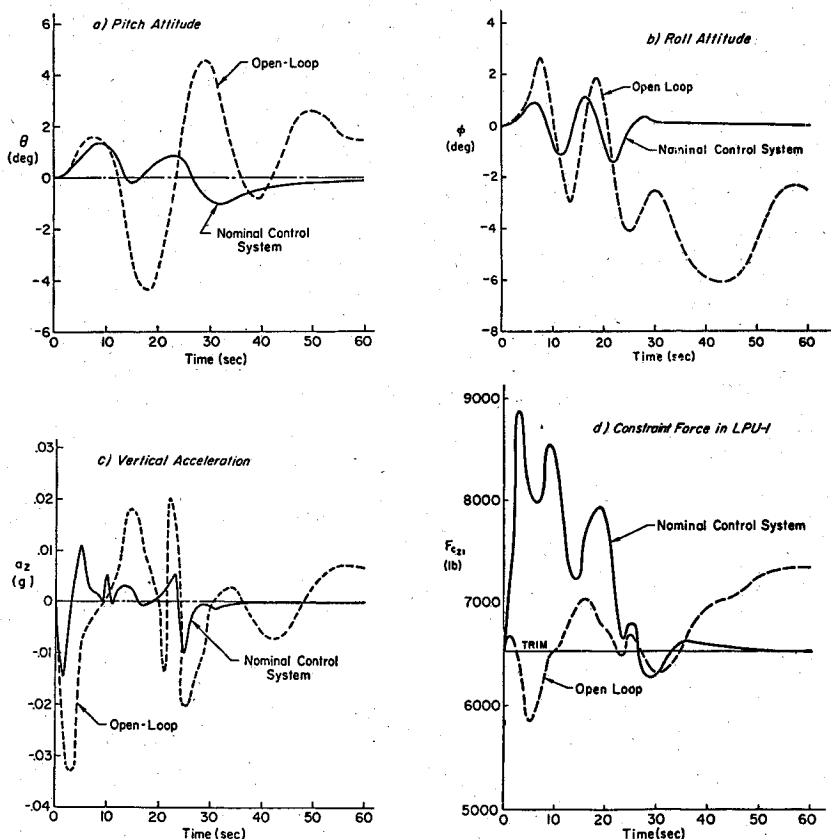 a) Pitch Attitude
6
4
2
0
-2
-4
-6
θ
(deg)
Open-Loop
Nominal Control
System
0 10 20 30 40 50 60
Time (sec)
b) Roll Attitude
4
2
0
-2
-4
-6
-8
φ
(deg)
Open Loop
Nominal Control System
0 10 20 30 40 50 60
Time (sec)
c) Vertical Acceleration
.03
.02
.01
0
-.01
-.02
-.03
-.04
az
(g)
Nominal Control
System
Open-Loop
0 10 20 30 40 50 60
Time (sec)
d) Constraint Force in LPU-1
9000
8000
7000
6000
5000
Fc21
(lb)
Nominal Control System
TRIM
Open Loop
0 10 20 30 40 50 60
Time(sec)